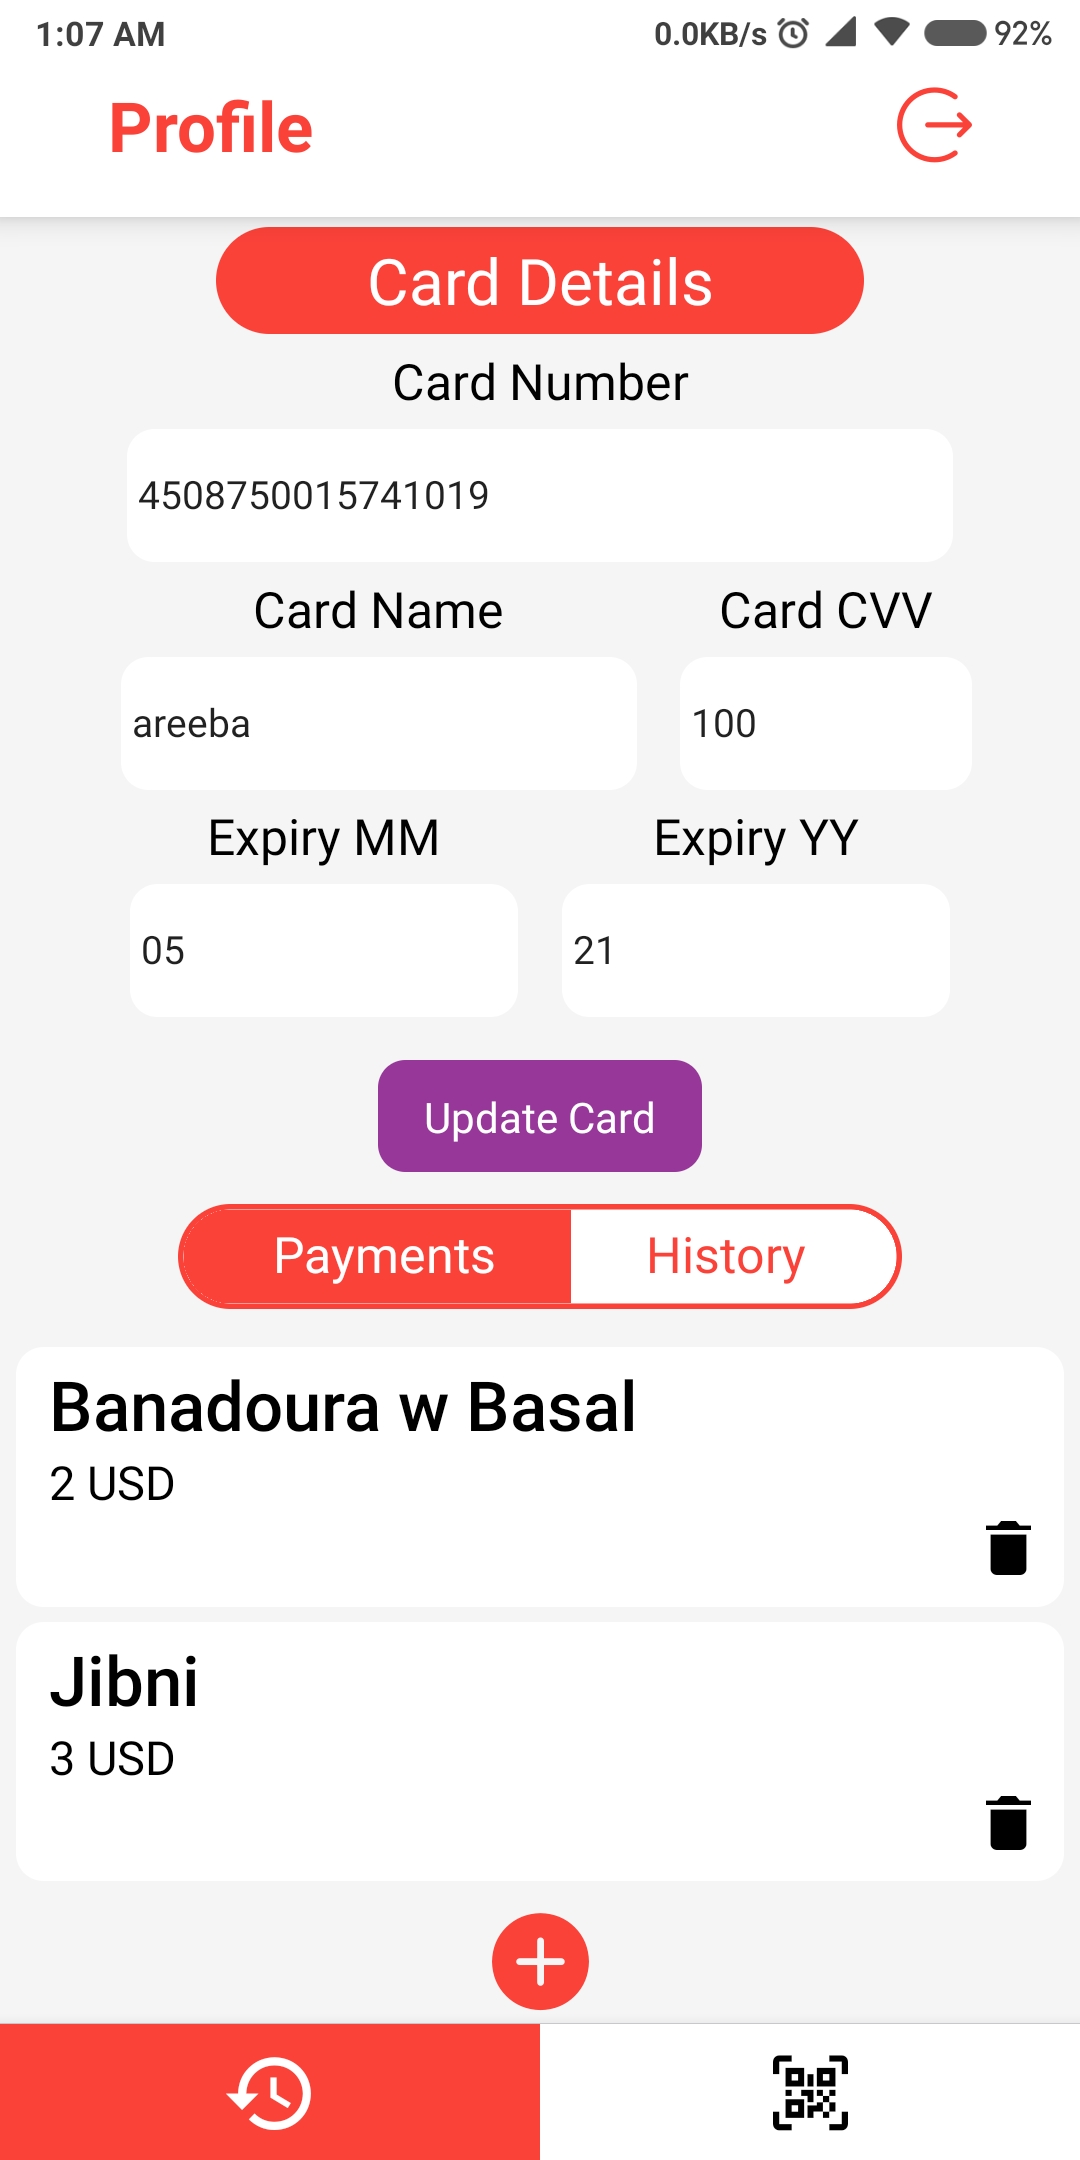 1:07 AM 0.0KB/s 92%
Profile
Card Details
Card Number
4508750015741019
Card Name Card CVV
areeba 100
Expiry MM Expiry YY
05 21
Update Card
Payments History
Banadoura w Basal
2 USD
Jibni
3 USD